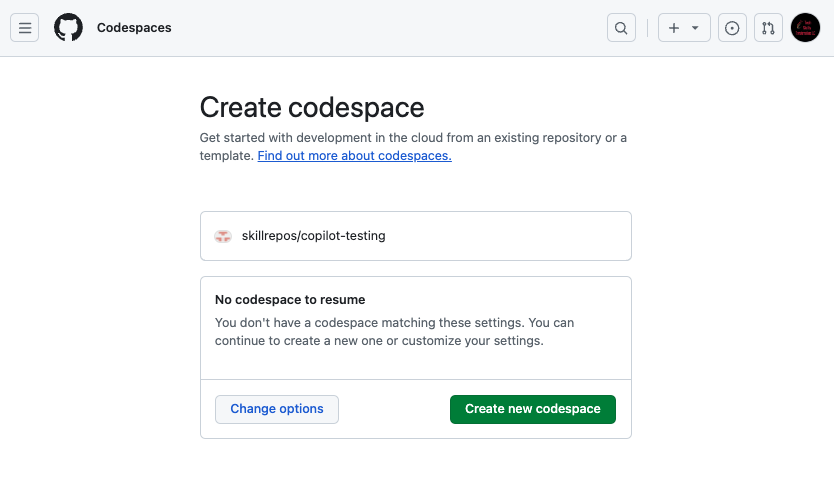 Codespaces
Create codespace
Get started with development in the cloud from an existing repository or a
template. Find out more about codespaces.
skillrepos/copilot-testing
No codespace to resume
You don't have a codespace matching these settings. You can
continue to create a new one or customize your settings.
Change options
Create new codespace